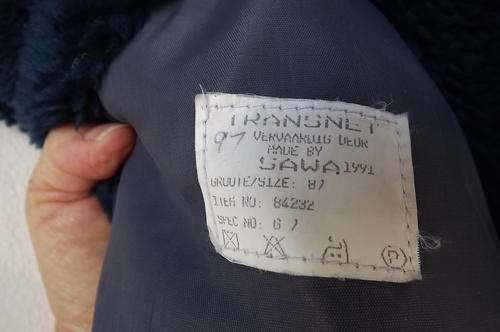 TRANSNET
97 VERVAARDIG DEUR
MADE BY
SAWA 1991
GROOTE/SIZE: 87
ITEM NO: 84232
SPEC NO: G 7
P